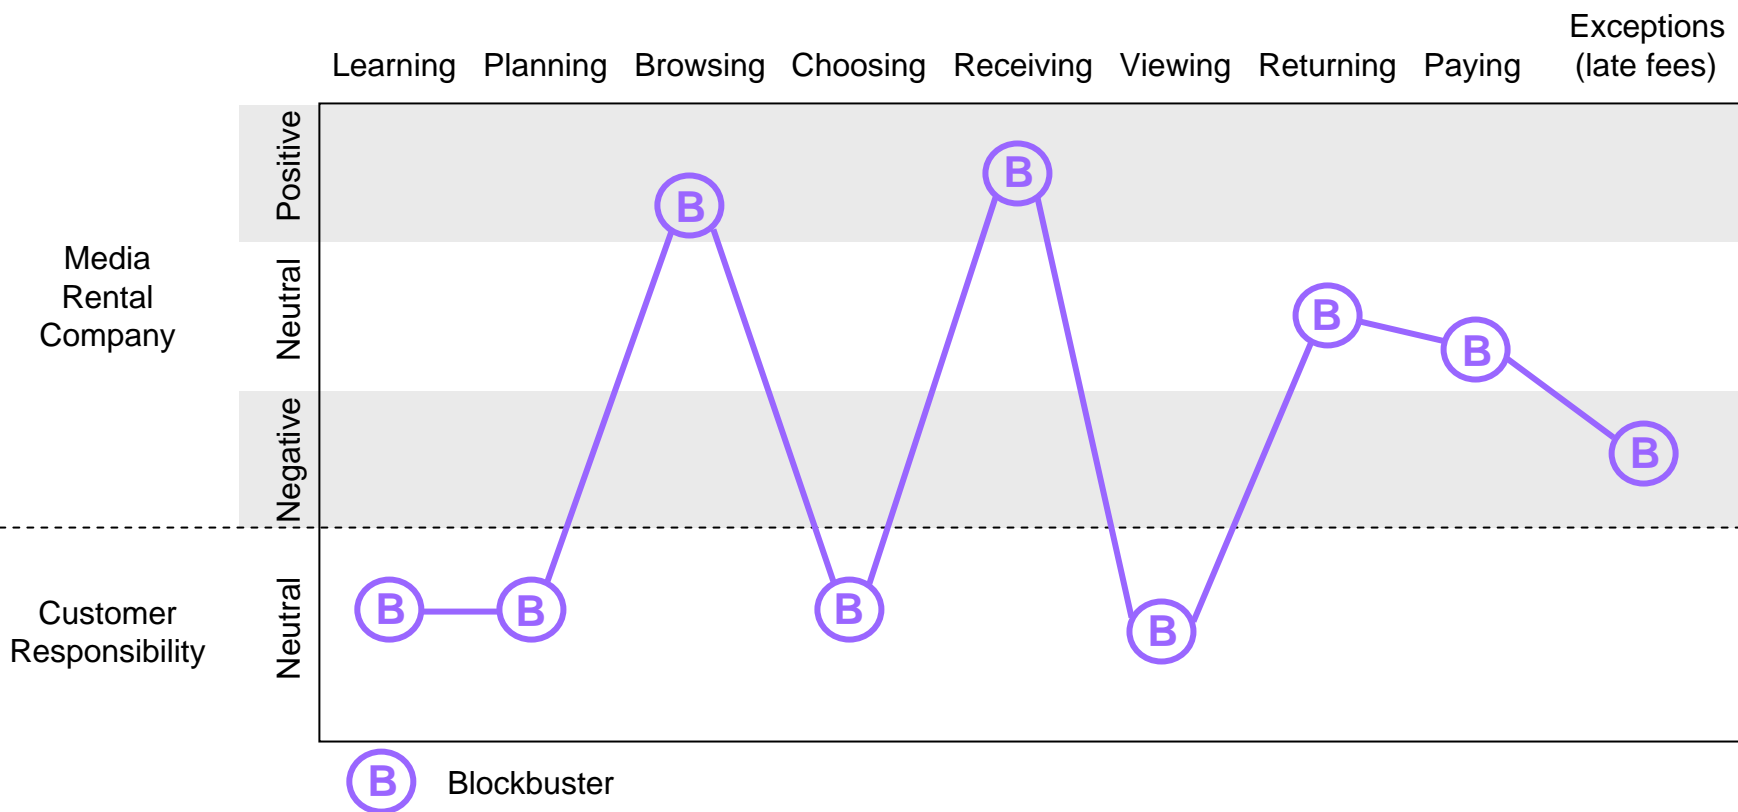 Exceptions
Learning Planning Browsing Choosing Receiving Viewing Returning Paying (late fees)
Positive
Media
Rental
Company
Neutral
Negative
Customer
Responsibility
Neutral
B
B
B
B
B
B
B
B
B
B Blockbuster